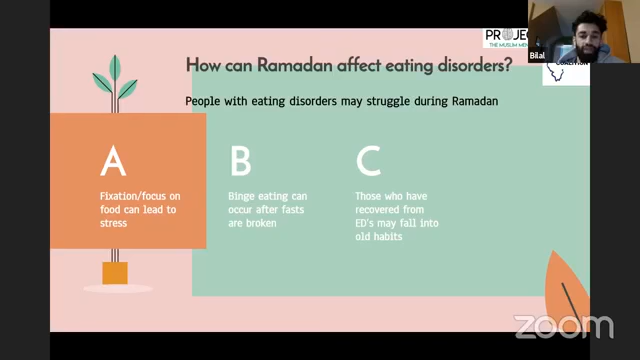 PROJEC
THE MUSLIM MEN
Bilal
How can Ramadan affect eating disorders?
People with eating disorders may struggle during Ramadan
A
Fixation/focus on
food can lead to
stress
B
Binge eating can
occur after fasts
are broken
C
Those who have
recovered from
ED's may fall into
old habits
zoom